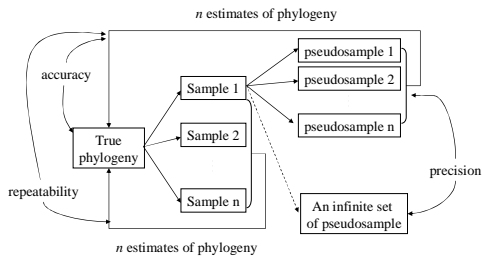 n estimates of phylogeny
pseudosample 1
accuracy
Sample 1
pseudosample 2
True
phylogeny
Sample 2
pseudosample n
repeatability
precision
Sample n
An infinite set
of pseudosample
n estimates of phylogeny